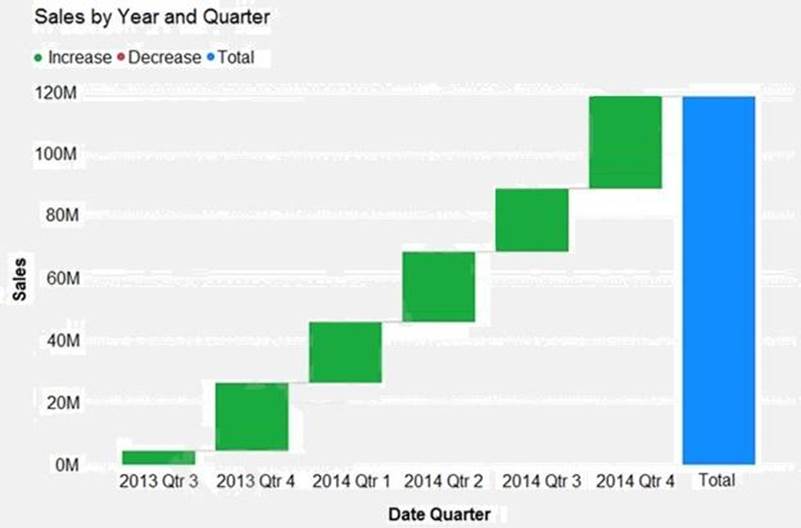 Sales by Year and Quarter
Increase Decrease Total
120M
100M
80M
60M
40M
20M
0M
Sales
2013 Qtr 3 2013 Qtr 4 2014 Qtr 1 2014 Qtr 2 2014 Qtr 3 2014 Qtr 4 Total
Date Quarter